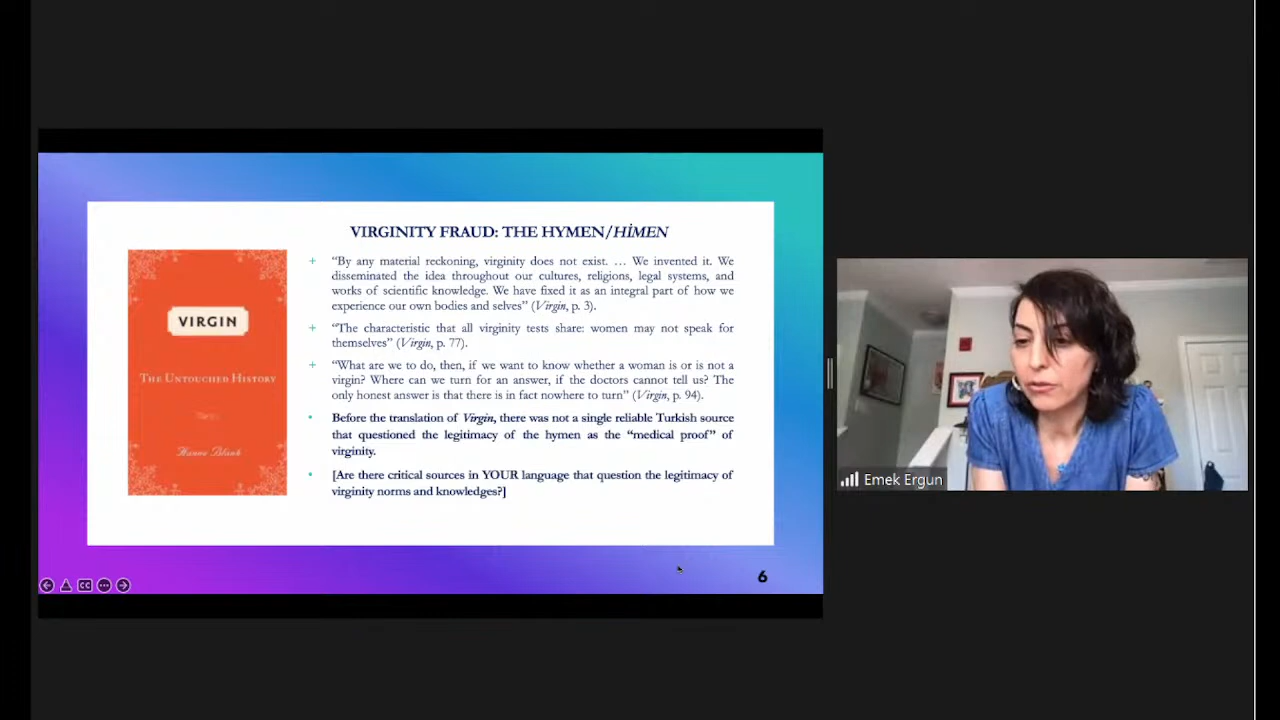 VIRGINITY FRAUD: THE HYMEN/HİMEN
+ “By any material reckoning, virginity does not exist. … We invented it. We
disseminated the idea throughout our cultures, religions, legal systems, and
works of scientific knowledge. We have fixed it as an integral part of how we
experience our own bodies and selves” (Virgin, p. 3).
+ “The characteristic that all virginity tests share: women may not speak for
themselves” (Virgin, p. 77).
+ “What are we to do, then, if we want to know whether a woman is or is not a
virgin? Where can we turn for an answer, if the doctors cannot tell us? The
only honest answer is that there is in fact nowhere to turn” (Virgin, p. 94).
• Before the translation of Virgin, there was not a single reliable Turkish source
that questioned the legitimacy of the hymen as the “medical proof” of
virginity.
• [Are there critical sources in YOUR language that question the legitimacy of
virginity norms and knowledges?]
VIRGIN
THE UNTOUCHED HISTORY
Hanne Blank
CC
6
Emek Ergun